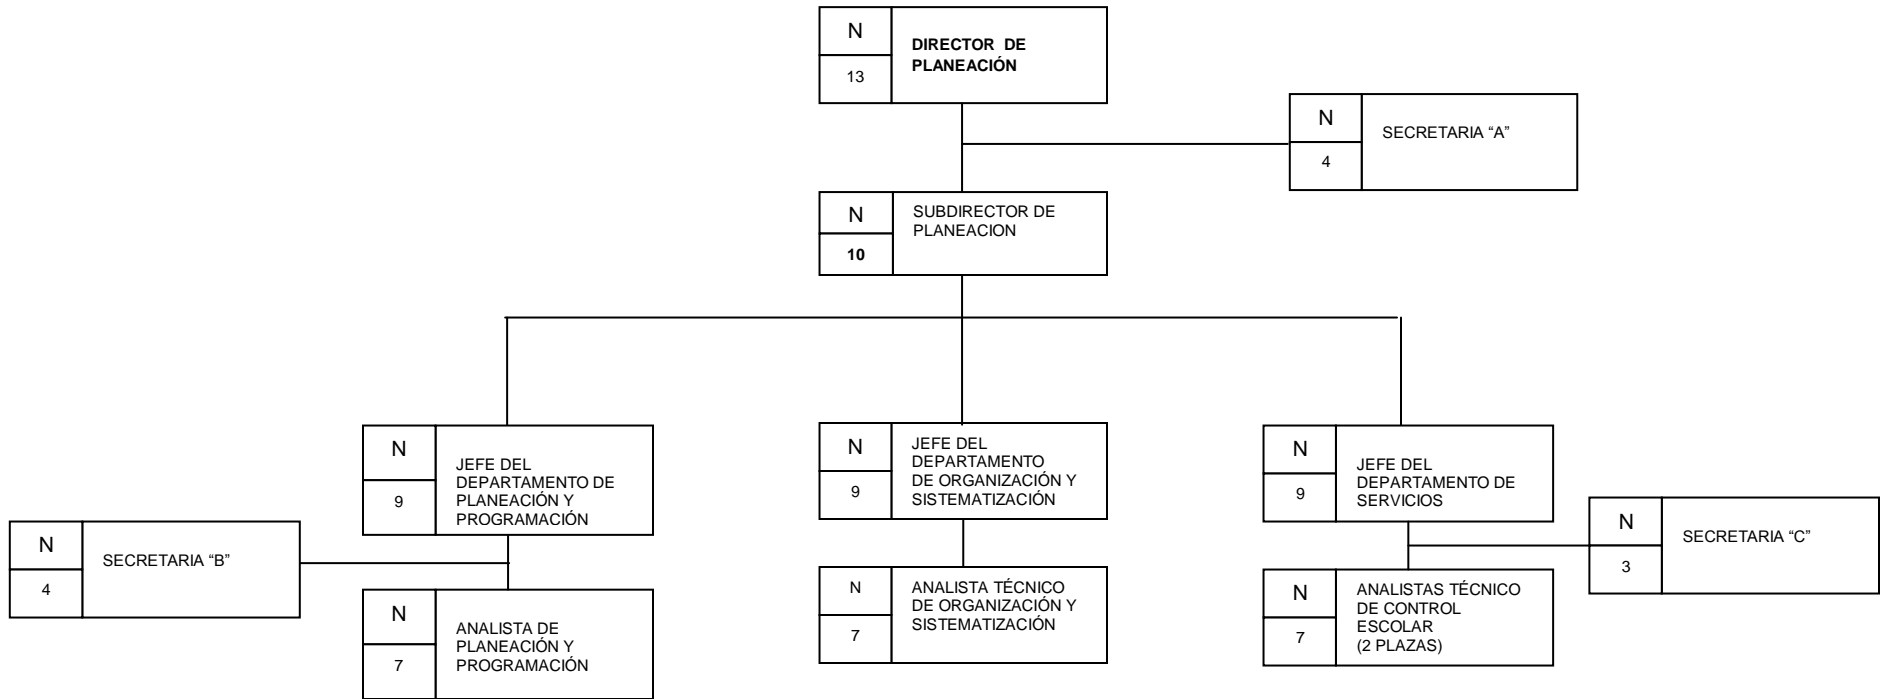 N
13
DIRECTOR DE
PLANEACIÓN
N
4
SECRETARIA “A”
N
10
SUBDIRECTOR DE
PLANEACION
N
9
JEFE DEL
DEPARTAMENTO DE
PLANEACIÓN Y
PROGRAMACIÓN
N
9
JEFE DEL
DEPARTAMENTO
DE ORGANIZACIÓN Y
SISTEMATIZACIÓN
N
9
JEFE DEL
DEPARTAMENTO DE
SERVICIOS
N
4
SECRETARIA “B”
N
3
SECRETARIA “C”
N
7
ANALISTA DE
PLANEACIÓN Y
PROGRAMACIÓN
N
7
ANALISTA TÉCNICO
DE ORGANIZACIÓN Y
SISTEMATIZACIÓN
N
7
ANALISTAS TÉCNICO
DE CONTROL
ESCOLAR
(2 PLAZAS)